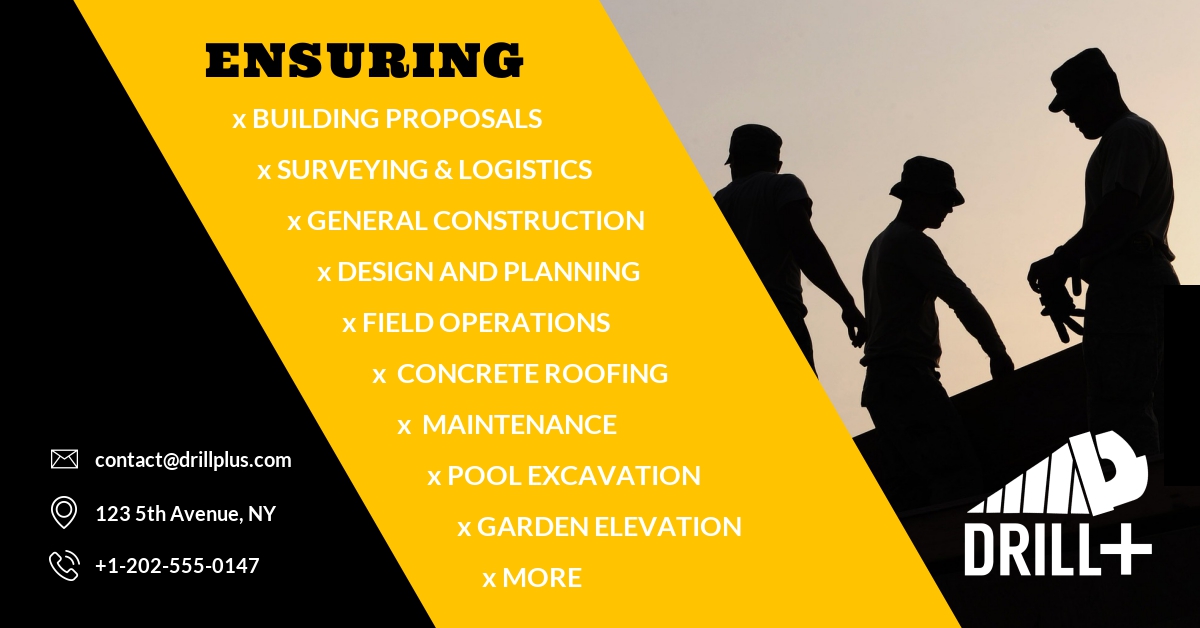 ENSURING
x BUILDING PROPOSALS
x SURVEYING & LOGISTICS
x GENERAL CONSTRUCTION
x DESIGN AND PLANNING
x FIELD OPERATIONS
x  CONCRETE ROOFING
x  MAINTENANCE
x POOL EXCAVATION
x GARDEN ELEVATION
x MORE
contact@drillplus.com
123 5th Avenue, NY
+1-202-555-0147
DRILL+